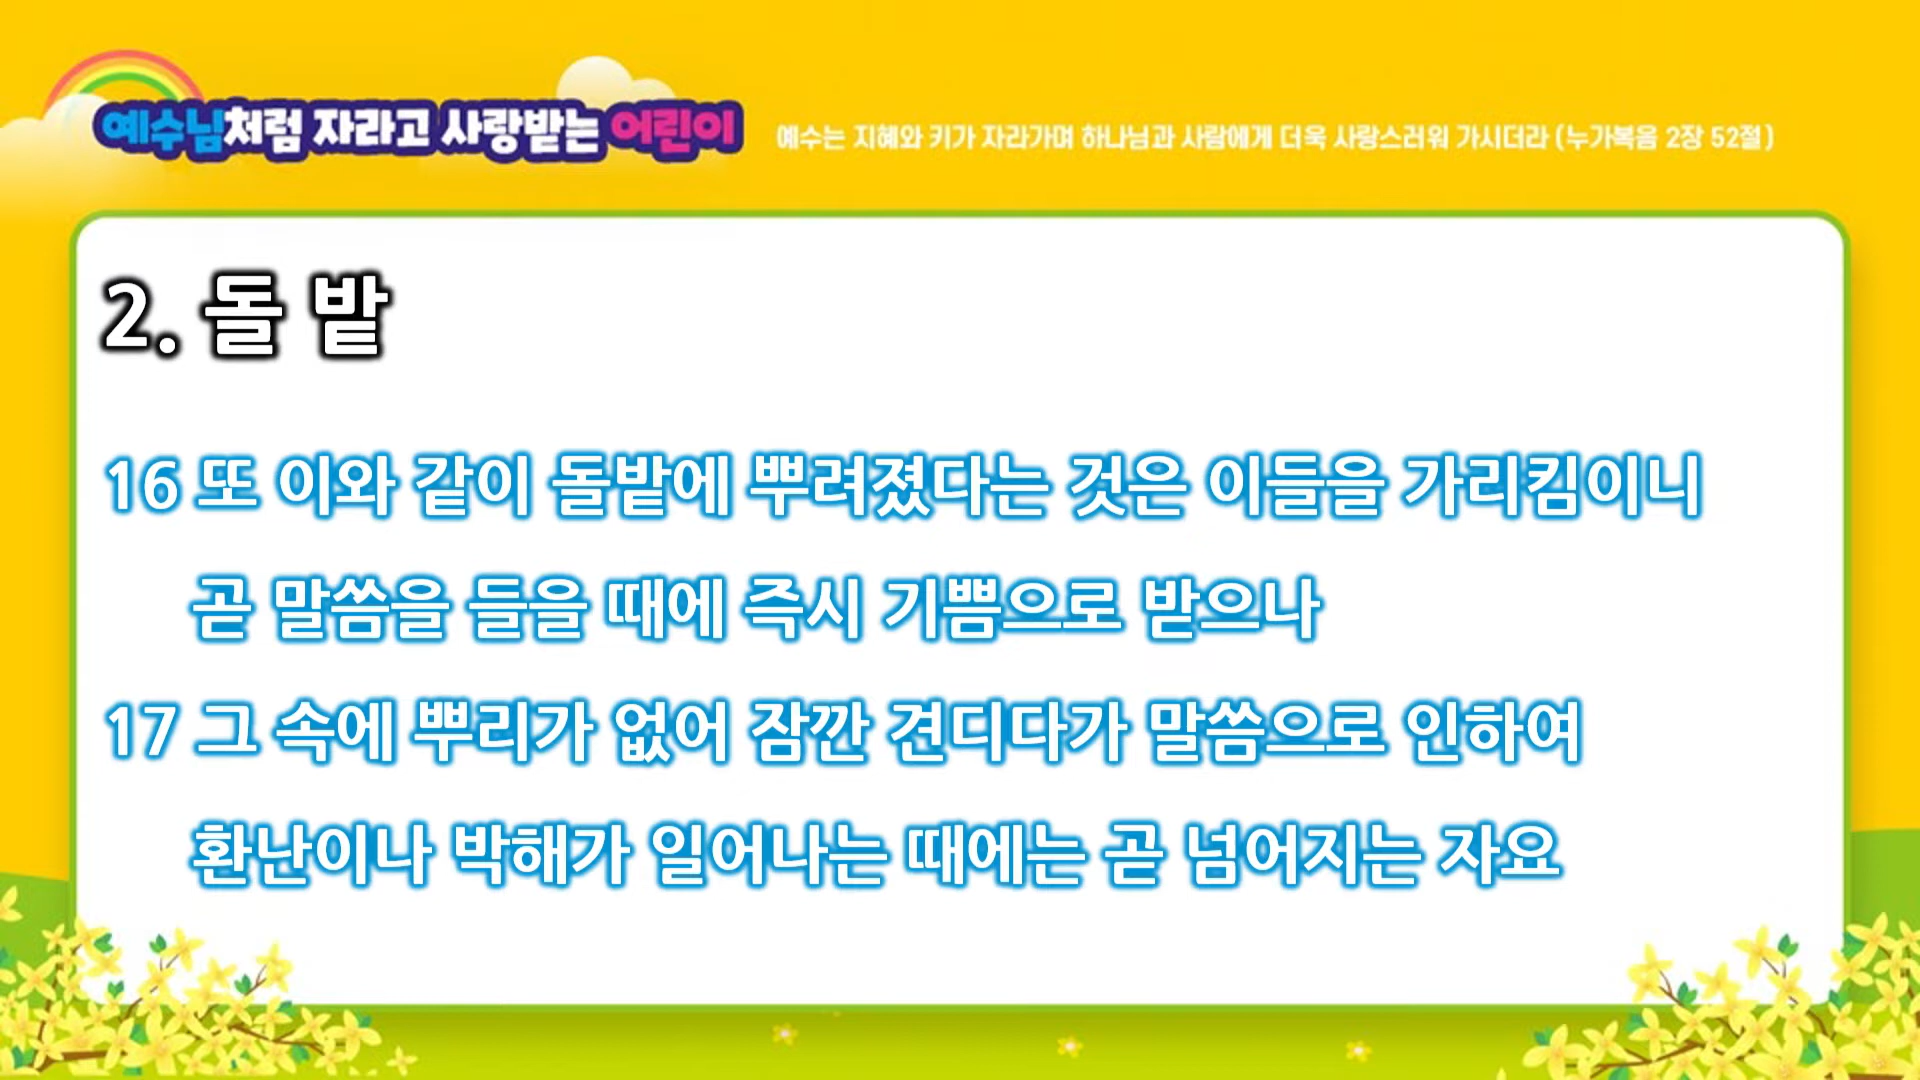 예수님처럼 자라고 사랑받는 어린이
예수는 지혜와 키가 자라가며 하나님과 사람에게 더욱 사랑스러워 가시더라 (누가복음 2장 52절)
2. 돌 밭
16 또 이와 같이 돌밭에 뿌려졌다는 것은 이들을 가리킴이니
곧 말씀을 들을 때에 즉시 기쁨으로 받으나
17 그 속에 뿌리가 없어 잠깐 견디다가 말씀으로 인하여
환난이나 박해가 일어나는 때에는 곧 넘어지는 자요